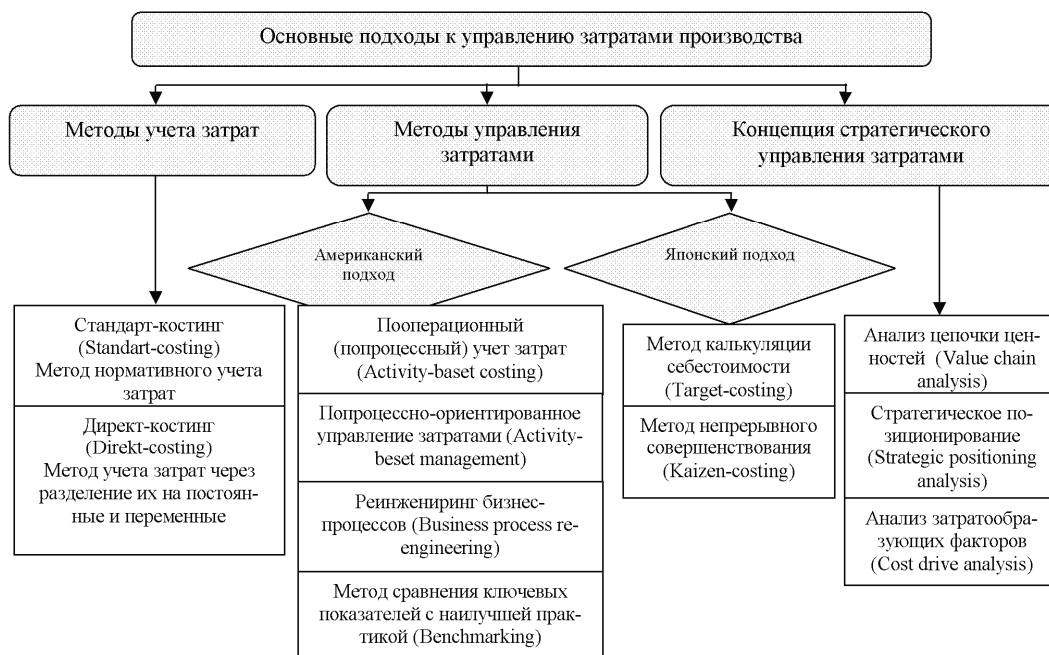 Основные подходы к управлению затратами производства
Методы учета затрат
Методы управления
затратами
Концепция стратегического
управления затратами
Американский
подход
Японский подход
Стандарт-костинг
(Standart-costing)
Метод нормативного учета
затрат
Директ-костинг
(Direkt-costing)
Метод учета затрат через
разделение их на постоян-
ные и переменные
Пооперационный
(попроцессный) учет затрат
(Activity-baset costing)
Попроцессно-ориентированное
управление затратами (Activity-
beset management)
Реинжениринг бизнес-
процессов (Business process re-
engineering)
Метод сравнения ключевых
показателей с наилучшей прак-
тикой (Benchmarking)
Метод калькуляции
себестоимости
(Target-costing)
Метод непрерывного
совершенствования
(Kaizen-costing)
Анализ цепочки цен-
ностей (Value chain
analysis)
Стратегическое по-
зиционирование
(Strategic positioning
analysis)
Анализ затратообра-
зующих факторов
(Cost drive analysis)